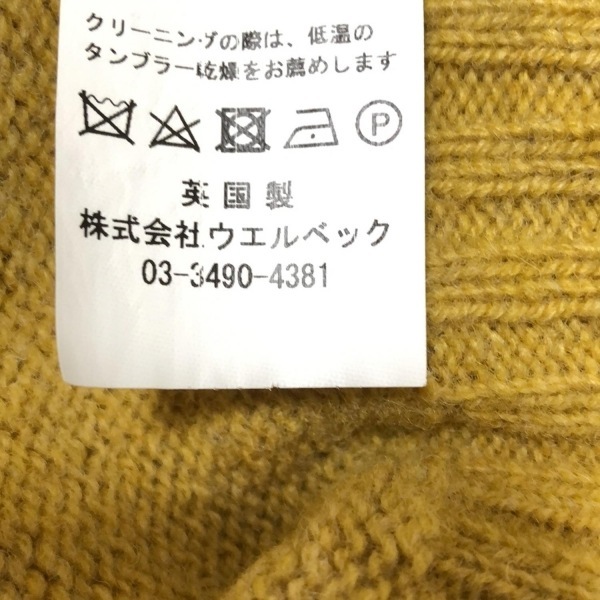 クリーニングの際は、低温の
タンブラー乾燥をお薦めします
P
英国製
株式会社ウエルベック
03-3490-4381